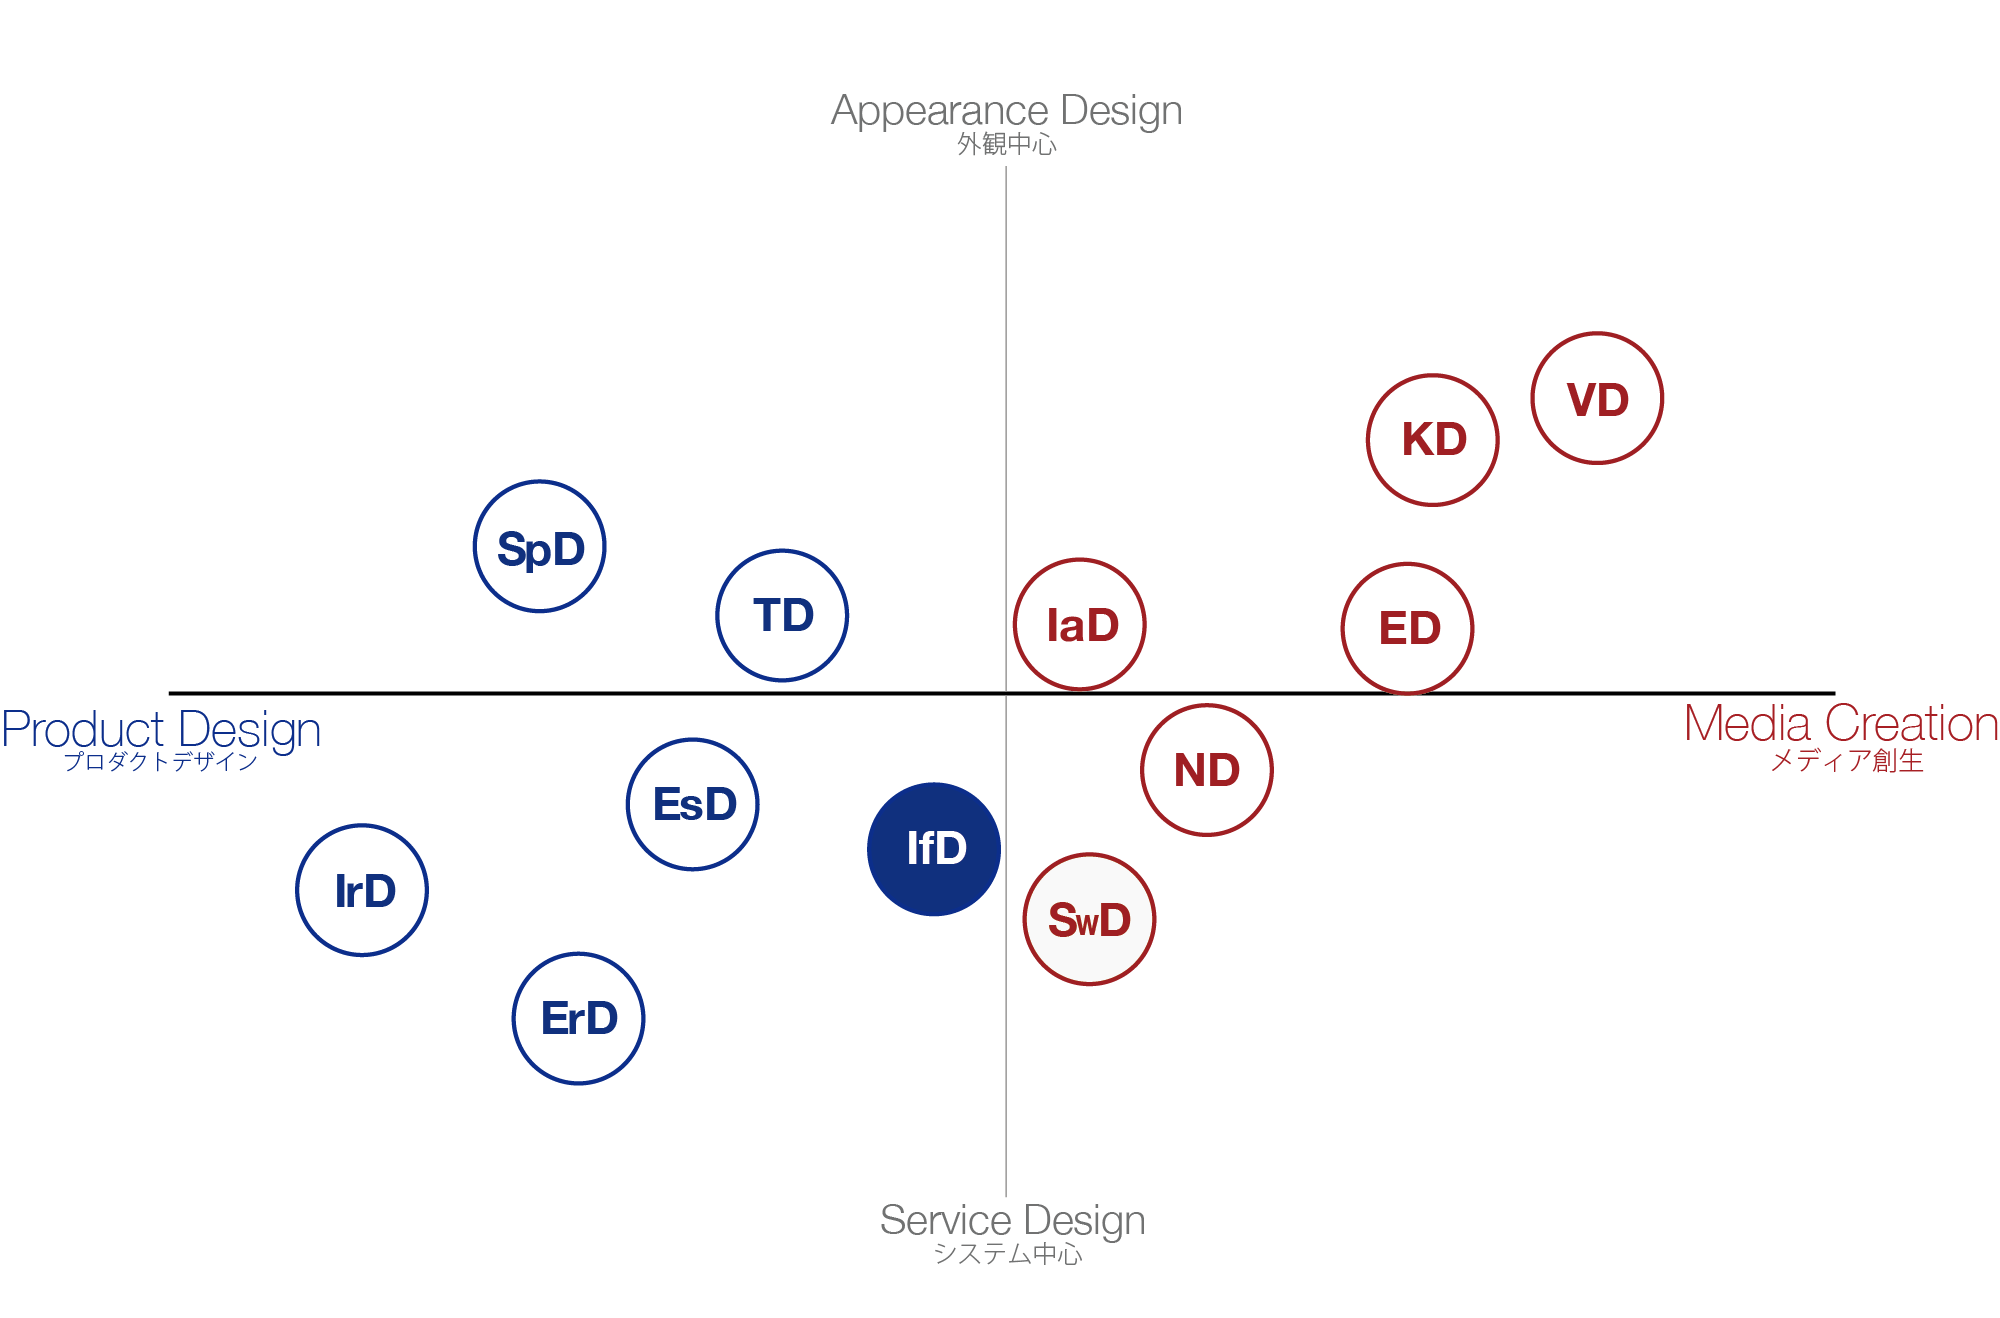 Appearance Design
外観中心
VD
KD
SpD
TD
IaD
ED
Product Design
プロダクトデザイン
Media Creation
メディア創生
ND
EsD
IfD
IrD
SwD
ErD
Service Design
システム中心